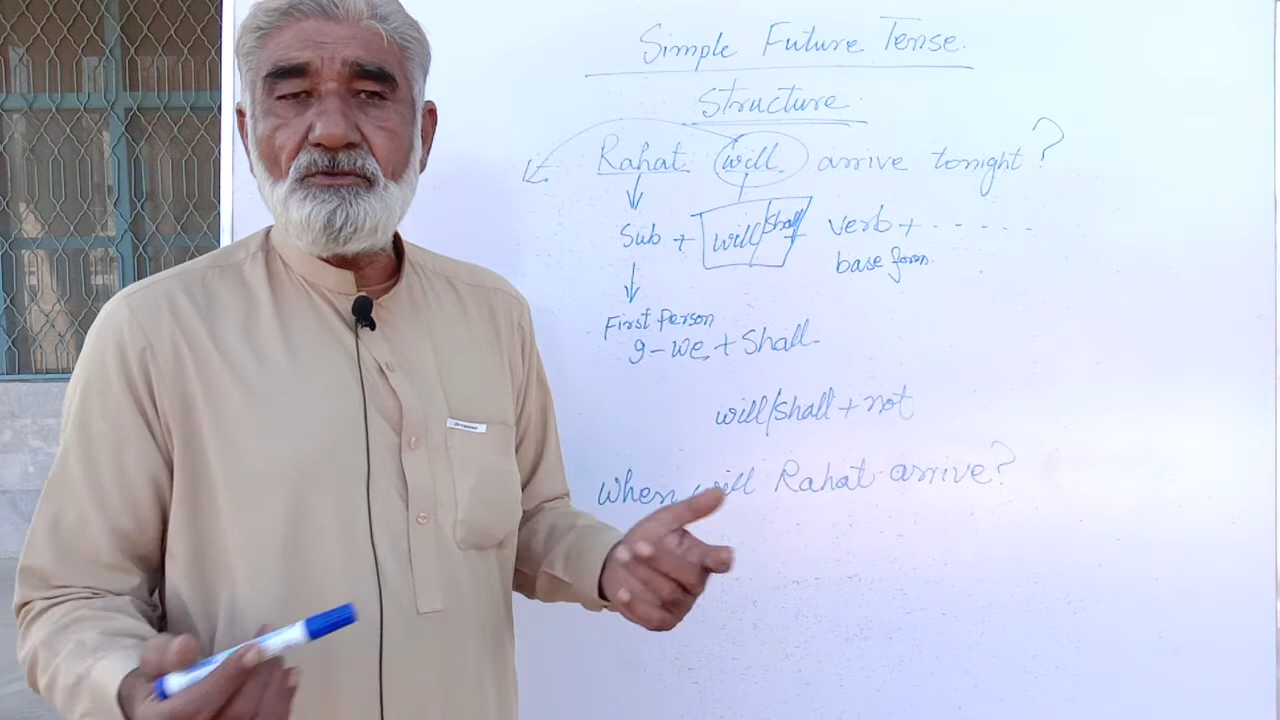 Simple Future Tense.
Structure
Rahat will arrive tonight?
Sub + will/shall + verb + - - - - -
base form.
First person
I - we + Shall
will/shall + not
When will Rahat arrive?